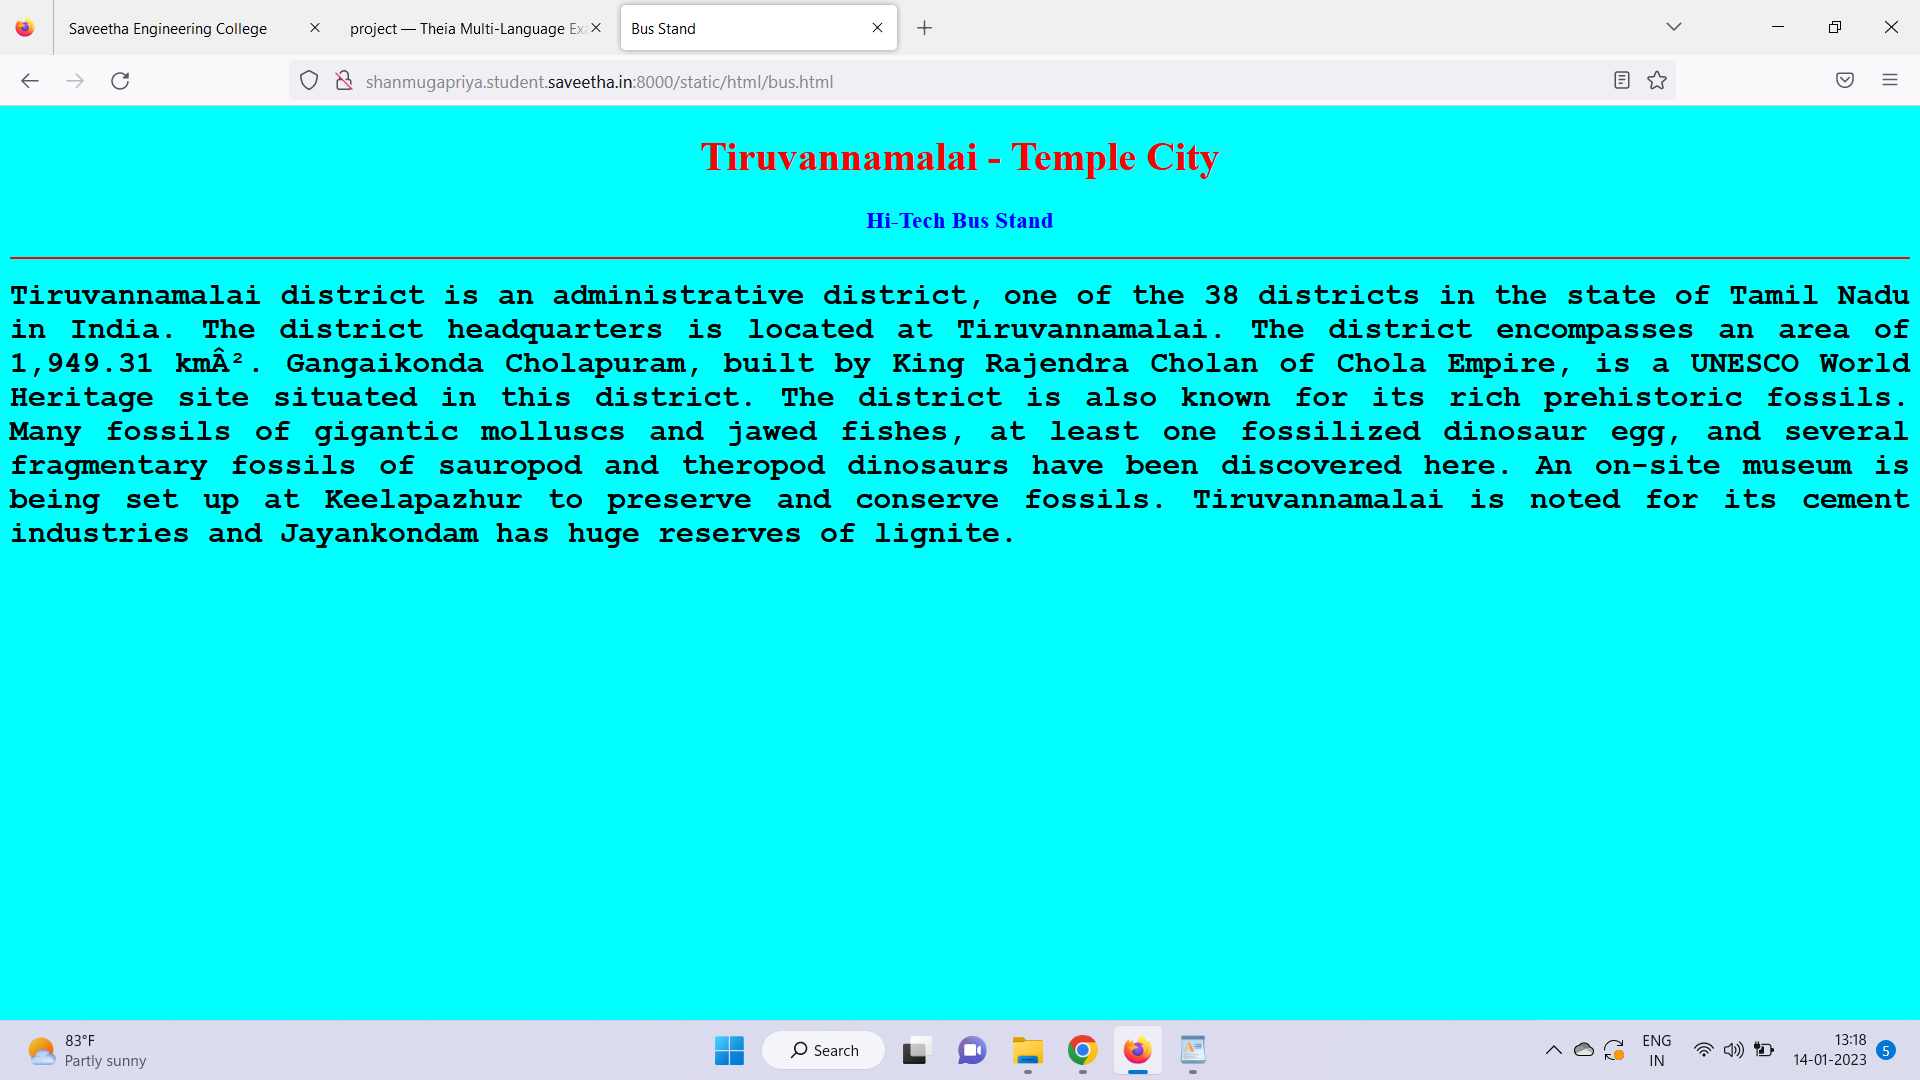 Saveetha Engineering College
project — Theia Multi-Language Ex
Bus Stand
shanmugapriya.student.saveetha.in:8000/static/html/bus.html
Tiruvannamalai - Temple City
Hi-Tech Bus Stand
Tiruvannamalai district is an administrative district, one of the 38 districts in the state of Tamil Nadu
in India. The district headquarters is located at Tiruvannamalai. The district encompasses an area of
1,949.31 kmÂ². Gangaikonda Cholapuram, built by King Rajendra Cholan of Chola Empire, is a UNESCO World
Heritage site situated in this district. The district is also known for its rich prehistoric fossils.
Many fossils of gigantic molluscs and jawed fishes, at least one fossilized dinosaur egg, and several
fragmentary fossils of sauropod and theropod dinosaurs have been discovered here. An on-site museum is
being set up at Keelapazhur to preserve and conserve fossils. Tiruvannamalai is noted for its cement
industries and Jayankondam has huge reserves of lignite.
83°F
Partly sunny
Search
ENG
IN
13:18
14-01-2023
5